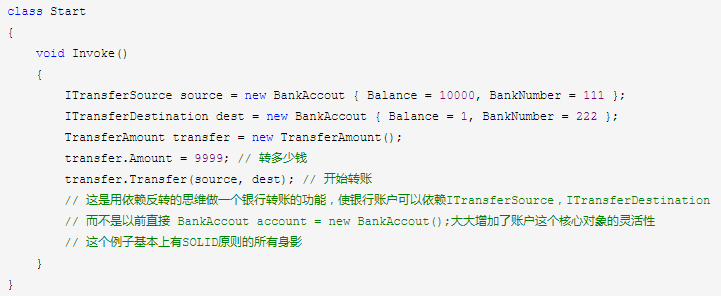 class Start
{
    void Invoke()
    {
        ITransferSource source = new BankAccout { Balance = 10000, BankNumber = 111 };
        ITransferDestination dest = new BankAccout { Balance = 1, BankNumber = 222 };
        TransferAmount transfer = new TransferAmount();
        transfer.Amount = 9999; // 转多少钱
        transfer.Transfer(source, dest); // 开始转账
        // 这是用依赖反转的思维做一个银行转账的功能，使银行账户可以依赖ITransferSource，ITransferDestination
        // 而不是以前直接 BankAccout account = new BankAccout();大大增加了账户这个核心对象的灵活性
        // 这个例子基本上有SOLID原则的所有身影
    }
}